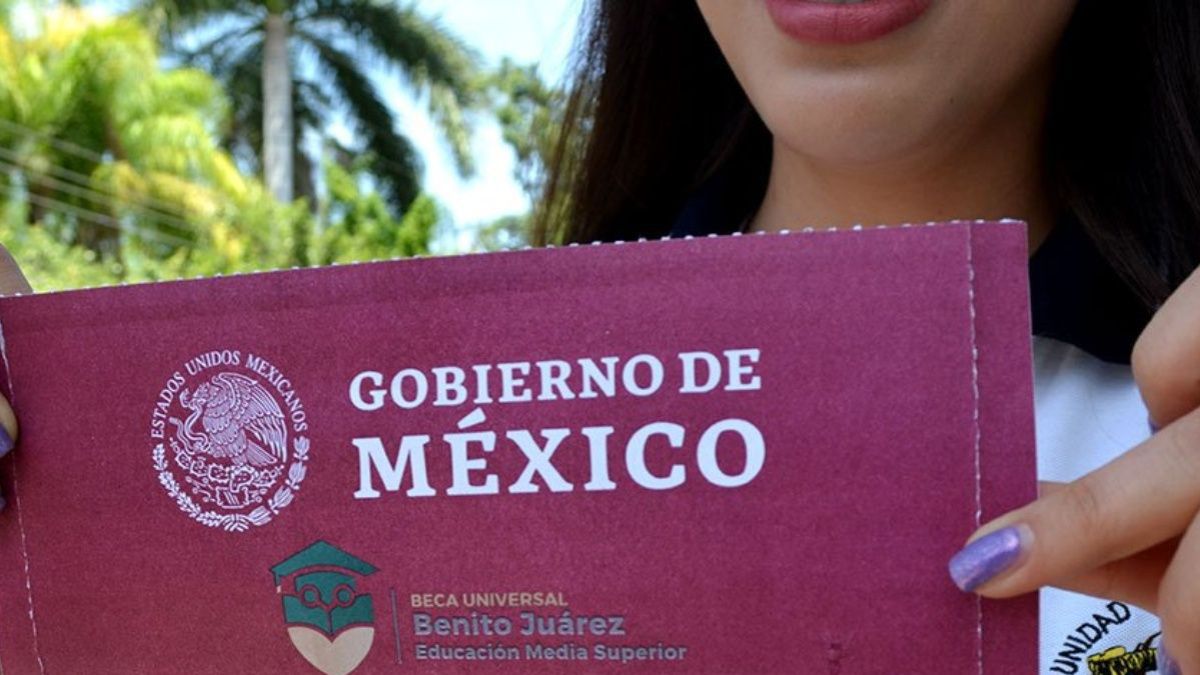 ESTADOS UNIDOS MEXICANOS
GOBIERNO DE
MÉXICO
BECA UNIVERSAL
Benito Juárez
Educación Media Superior
UNIDAD